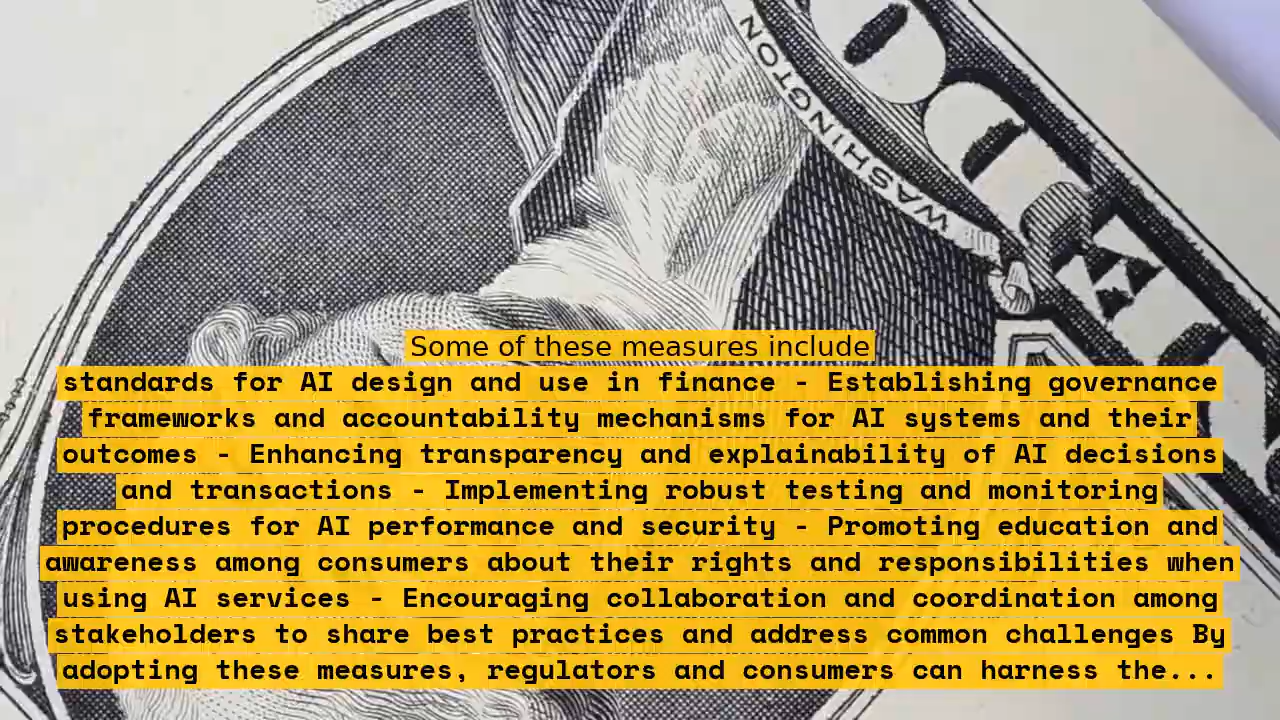 WASHINGTON
Some of these measures include
standards for AI design and use in finance - Establishing governance
frameworks and accountability mechanisms for AI systems and their
outcomes - Enhancing transparency and explainability of AI decisions
and transactions - Implementing robust testing and monitoring
procedures for AI performance and security - Promoting education and
awareness among consumers about their rights and responsibilities when
using AI services - Encouraging collaboration and coordination among
stakeholders to share best practices and address common challenges By
adopting these measures, regulators and consumers can harness the...